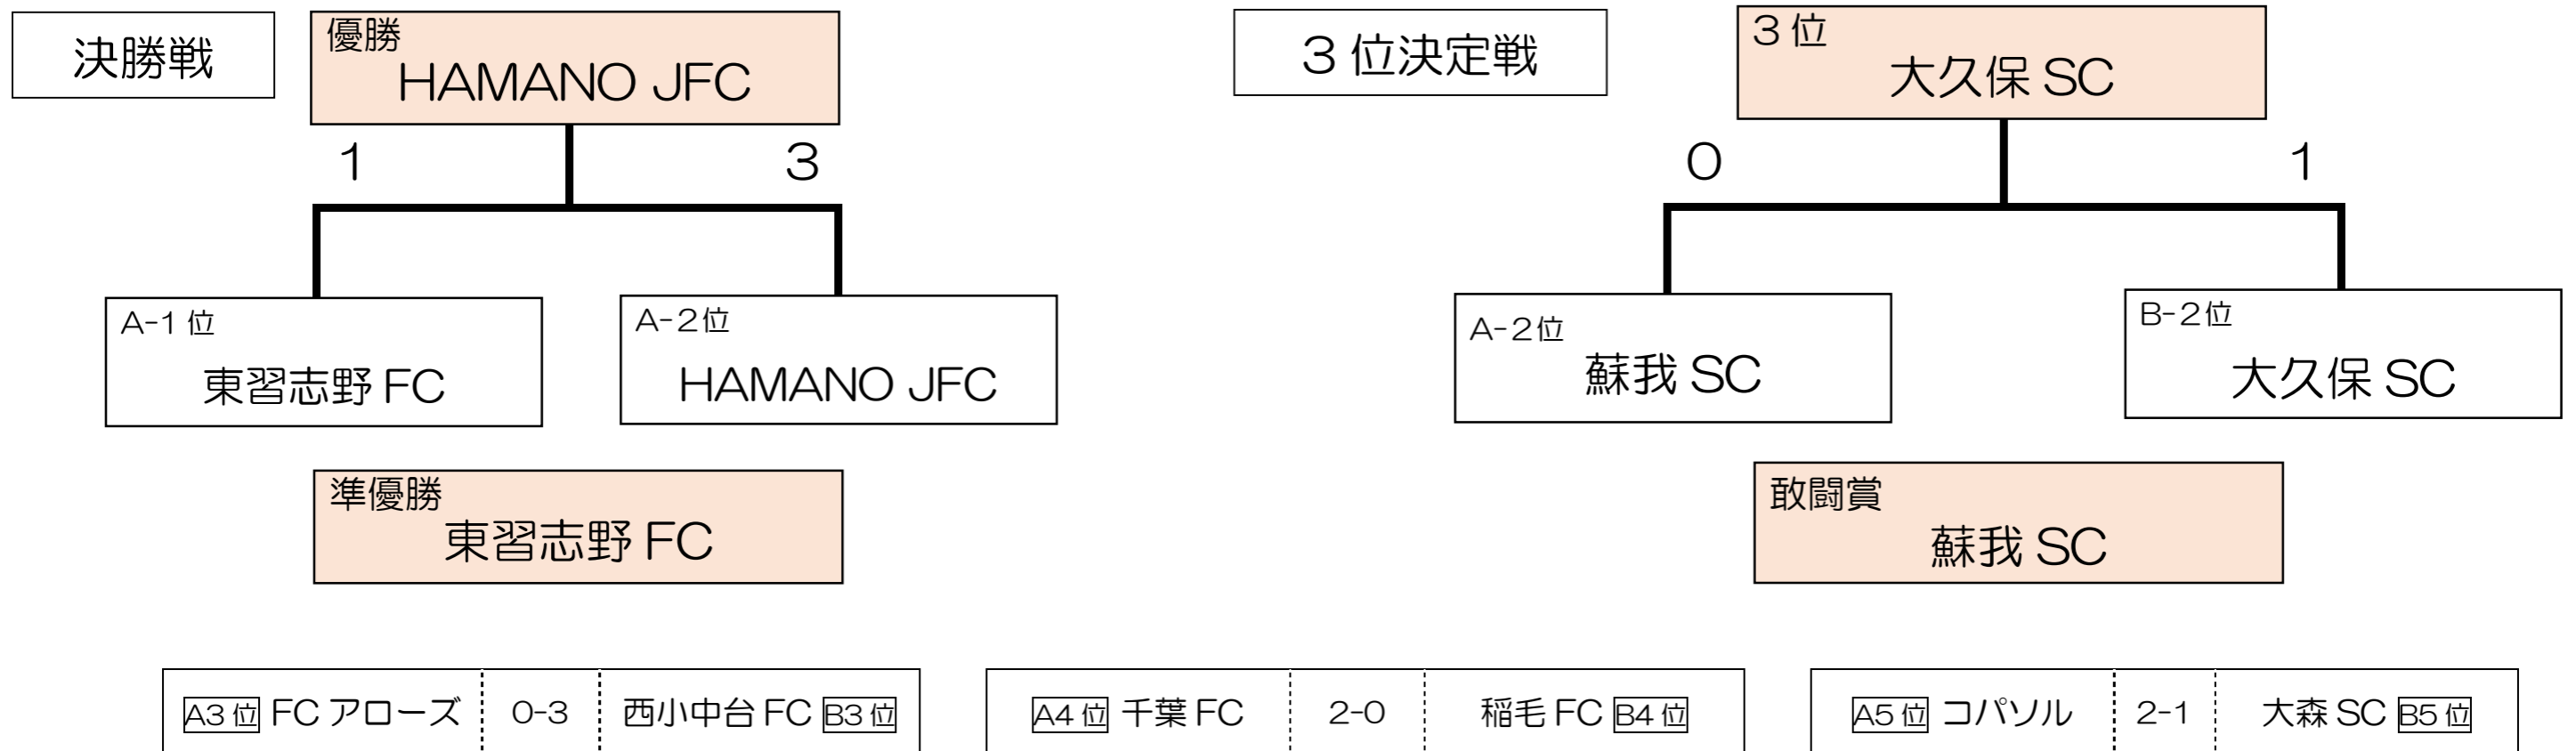 決勝戦
優勝
HAMANO JFC
1 3
A-1位
東習志野 FC
A-2位
HAMANO JFC
準優勝
東習志野 FC
3位決定戦
3位
大久保 SC
0 1
A-2位
蘇我 SC
B-2位
大久保 SC
敢闘賞
蘇我 SC
A3位 FC アローズ 0-3 西小中台 FC B3位
A4位 千葉 FC 2-0 稲毛 FC B4位
A5位 コパソル 2-1 大森 SC B5位